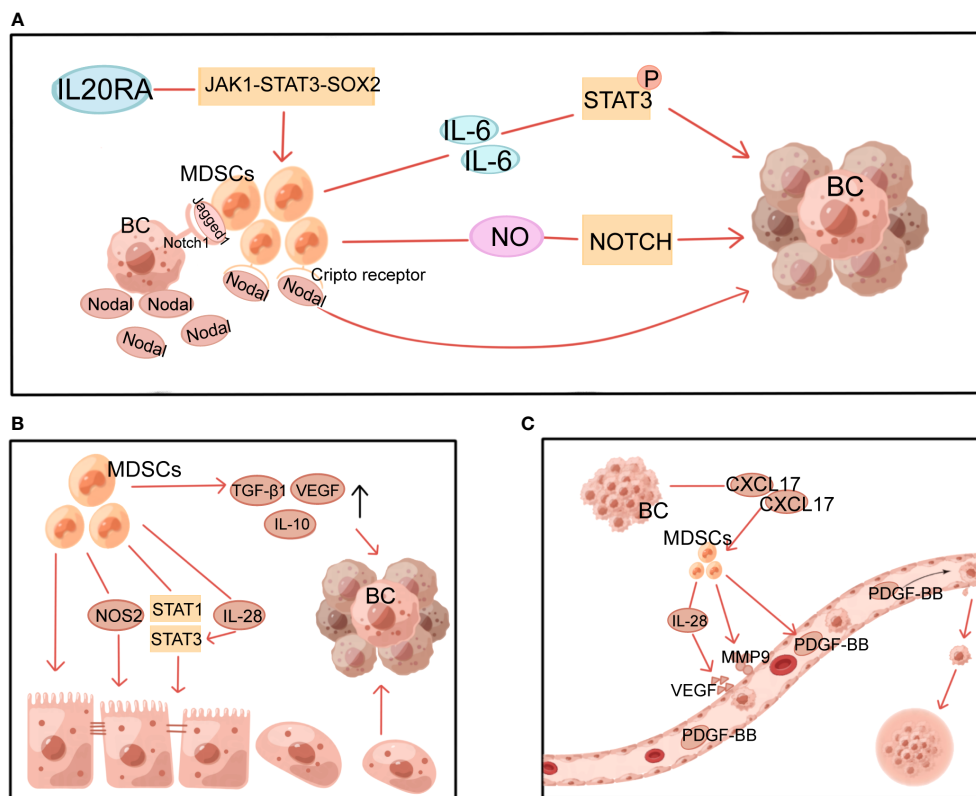 A
IL20RA
JAK1-STAT3-SOX2
P
STAT3
IL-6
IL-6
MDSCs
Jagged1
BC
Notch1
BC
NO
NOTCH
Cripto receptor
Nodal
Nodal
Nodal
Nodal
Nodal
Nodal
B
MDSCs
TGF-β1
VEGF
IL-10
BC
NOS2
STAT1
IL-28
STAT3
C
BC
CXCL17
CXCL17
MDSCs
PDGF-BB
IL-28
PDGF-BB
MMP9
VEGF
PDGF-BB